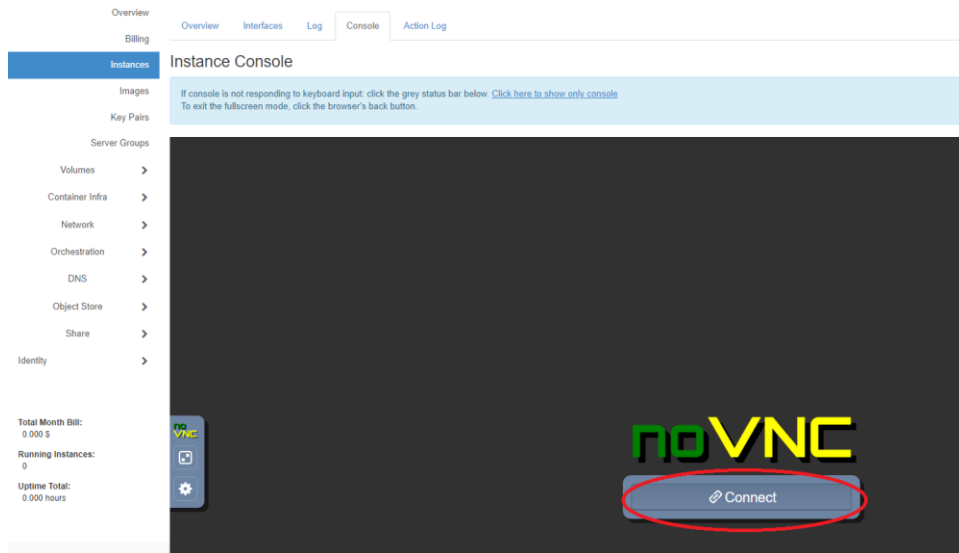 Overview
Billing
Instances
Images
Key Pairs
Server Groups
Volumes
Container Infra
Network
Orchestration
DNS
Object Store
Share
Identity
Total Month Bill:
0.000 $
Running Instances:
0
Uptime Total:
0.000 hours
Overview Interfaces Log Console Action Log
Instance Console
If console is not responding to keyboard input: click the grey status bar below. Click here to show only console
To exit the fullscreen mode, click the browser's back button.
no
VNC
noVNC
Connect